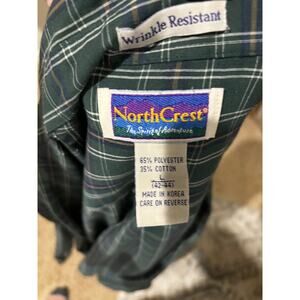 Wrinkle Resistant
NorthCrest®
The Spirit of Adventure
65% POLYESTER
35% COTTON
L
(42-44)
MADE IN KOREA
CARE ON REVERSE